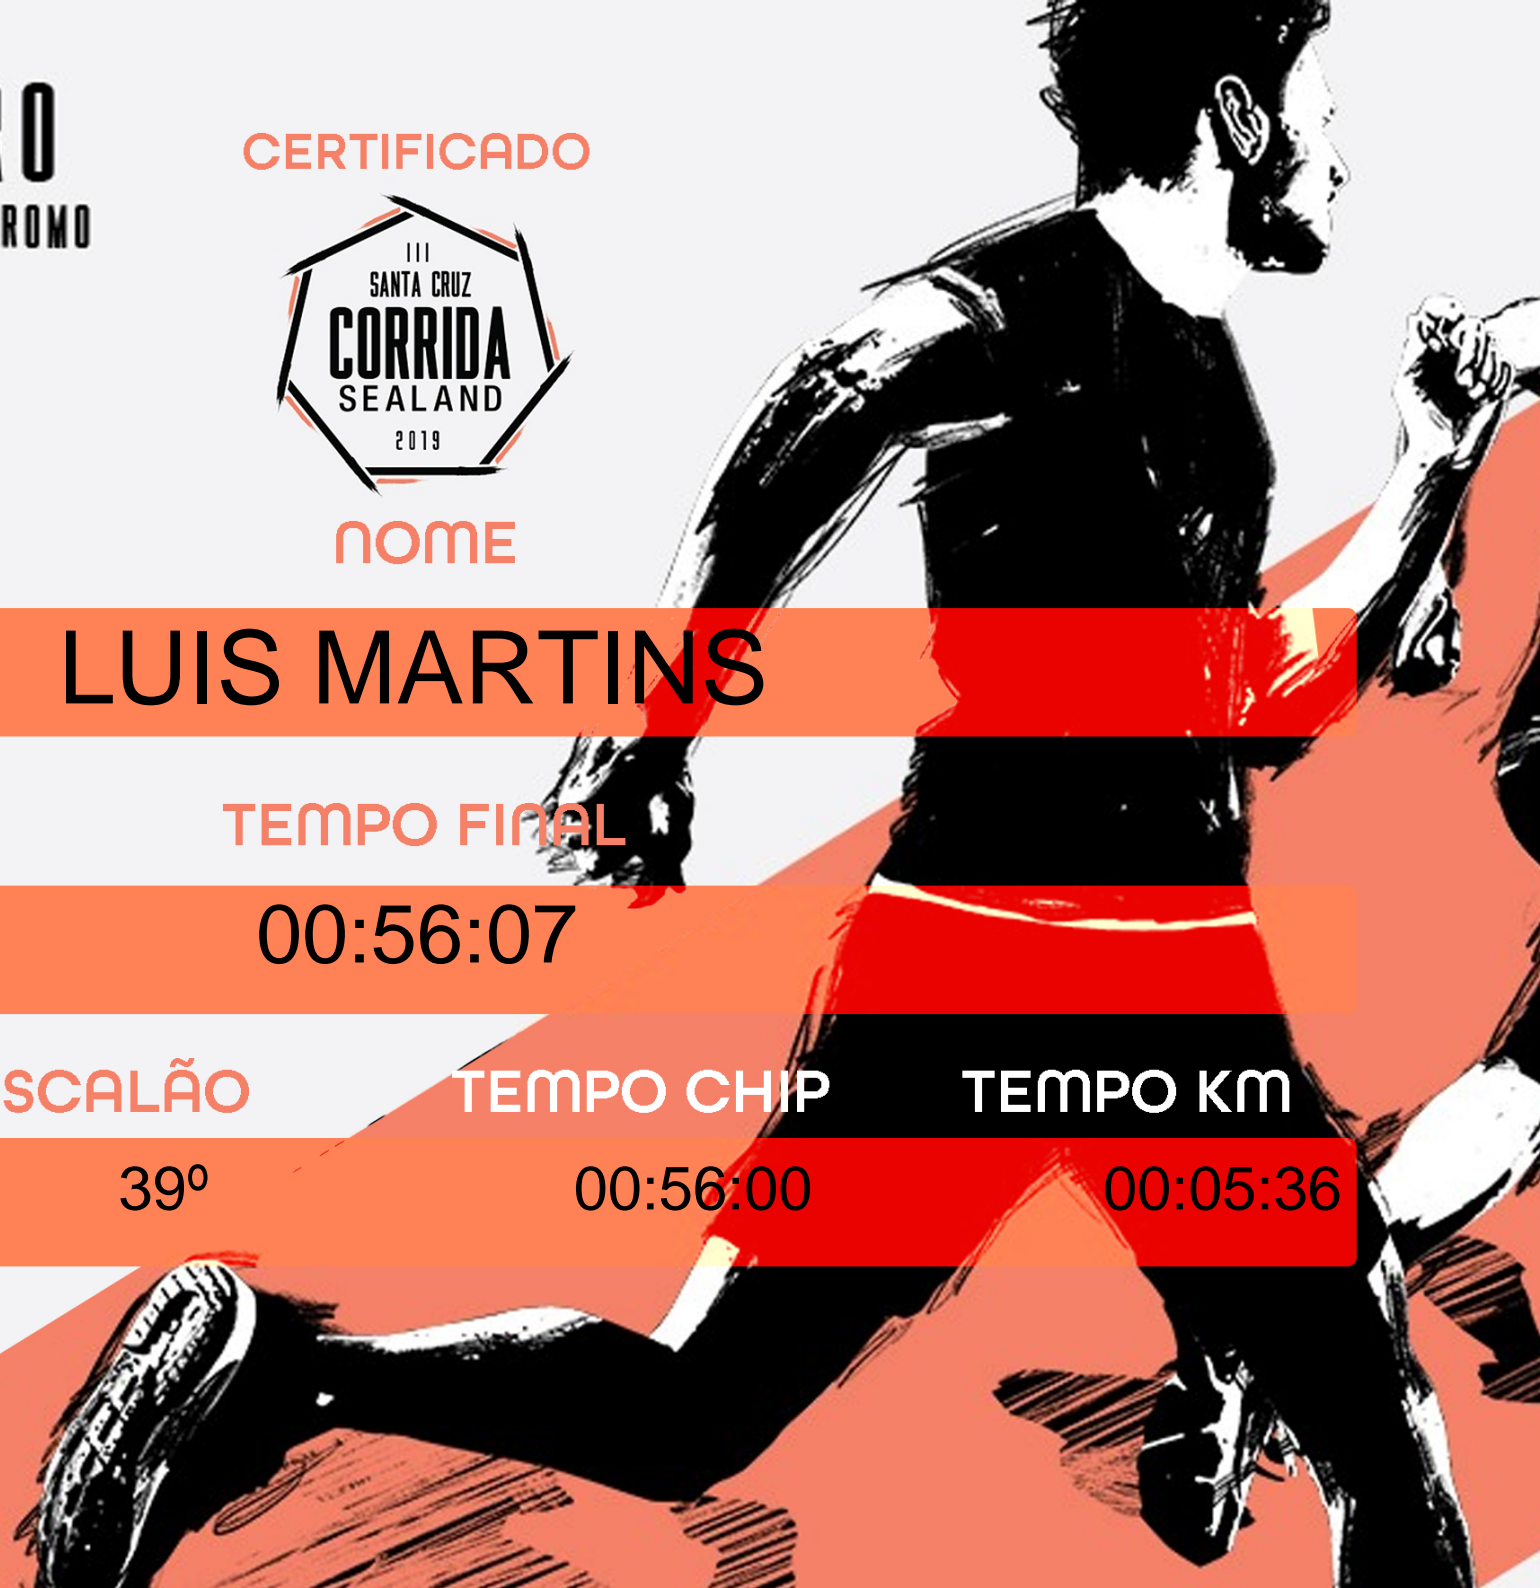 RO
ROMO
CERTIFICADO
III
SANTA CRUZ
CORRIDA
SEALAND
2019
NOME
LUIS MARTINS
TEMPO FINAL
00:56:07
SCALÃO TEMPO CHIP TEMPO KM
39º 00:56:00 00:05:36